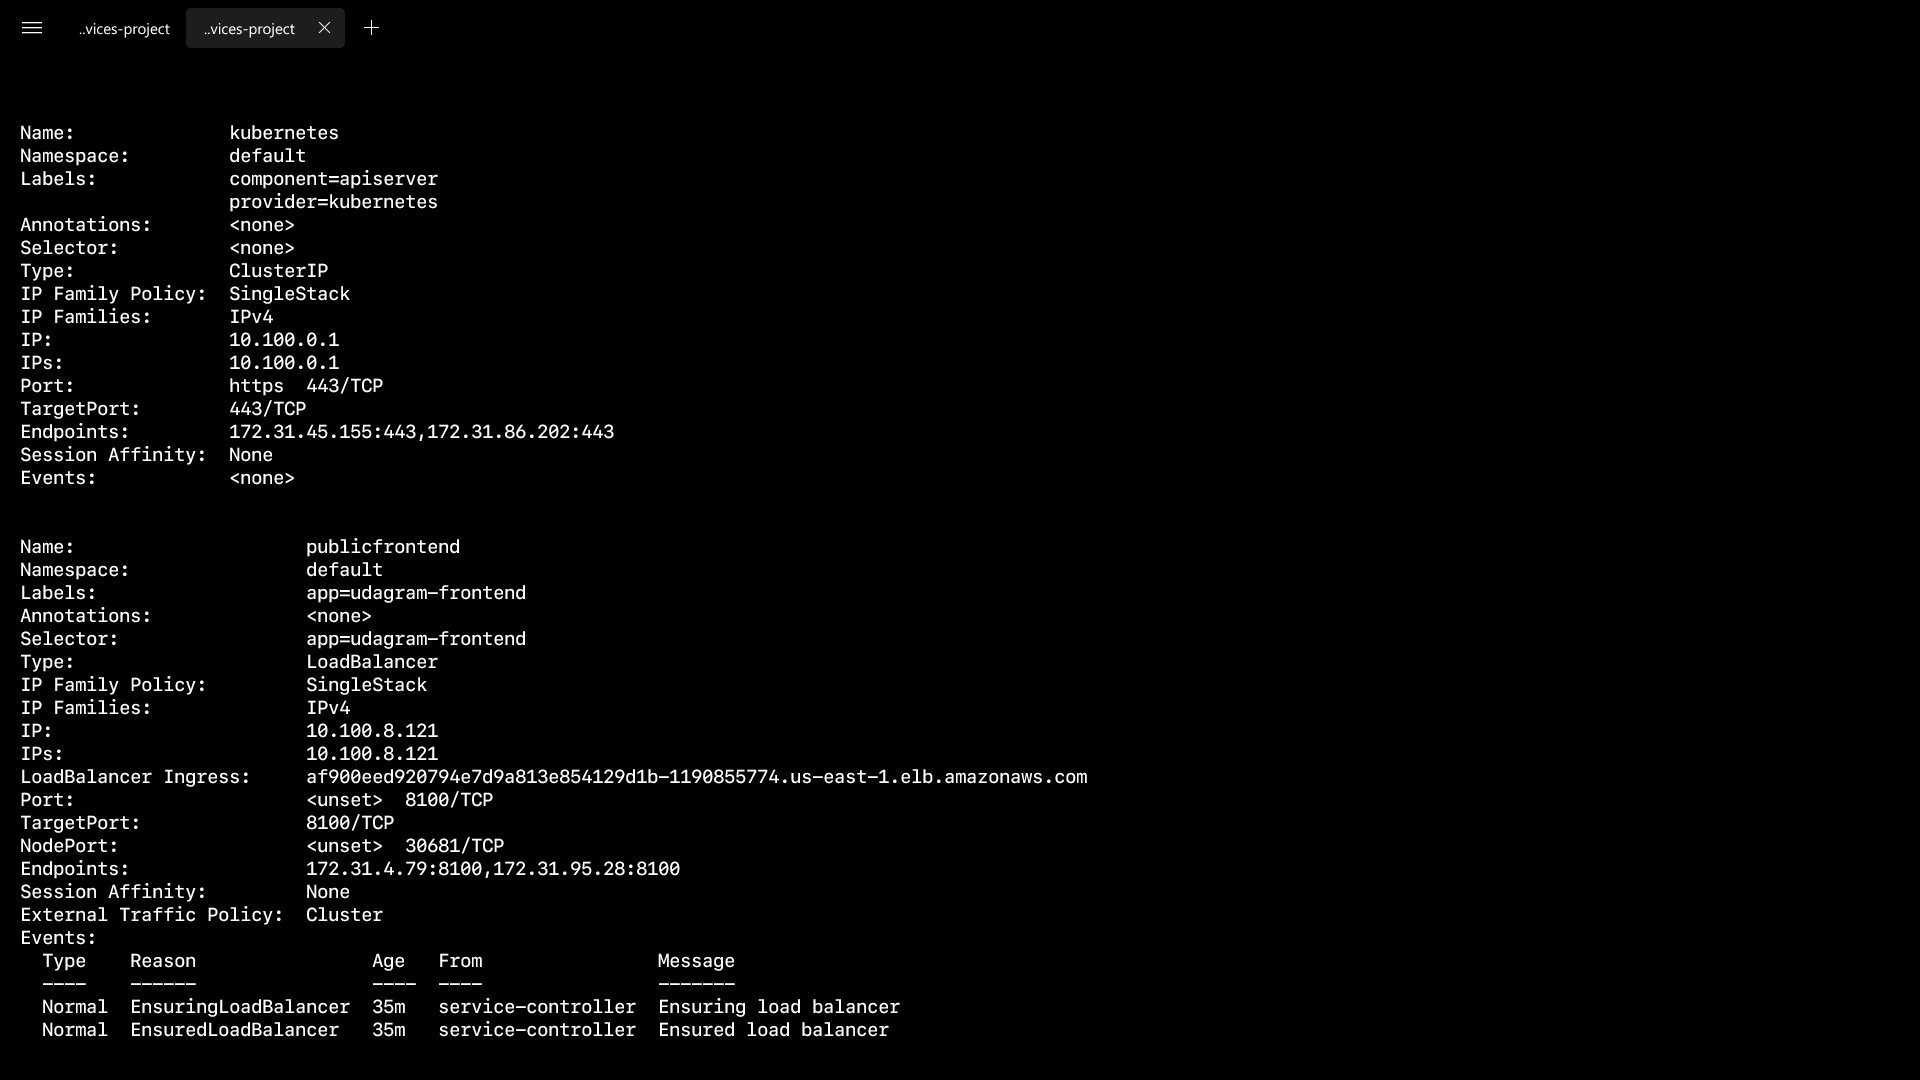 ..vices-project ..vices-project
Name: kubernetes
Namespace: default
Labels: component=apiserver
provider=kubernetes
Annotations: <none>
Selector: <none>
Type: ClusterIP
IP Family Policy: SingleStack
IP Families: IPv4
IP: 10.100.0.1
IPs: 10.100.0.1
Port: https 443/TCP
TargetPort: 443/TCP
Endpoints: 172.31.45.155:443,172.31.86.202:443
Session Affinity: None
Events: <none>
Name: publicfrontend
Namespace: default
Labels: app=udagram-frontend
Annotations: <none>
Selector: app=udagram-frontend
Type: LoadBalancer
IP Family Policy: SingleStack
IP Families: IPv4
IP: 10.100.8.121
IPs: 10.100.8.121
LoadBalancer Ingress: af900eed920794e7d9a813e854129d1b-1190855774.us-east-1.elb.amazonaws.com
Port: <unset> 8100/TCP
TargetPort: 8100/TCP
NodePort: <unset> 30681/TCP
Endpoints: 172.31.4.79:8100,172.31.95.28:8100
Session Affinity: None
External Traffic Policy: Cluster
Events:
Type Reason Age From Message
---- ------ ---- ---- -------
Normal EnsuringLoadBalancer 35m service-controller Ensuring load balancer
Normal EnsuredLoadBalancer 35m service-controller Ensured load balancer